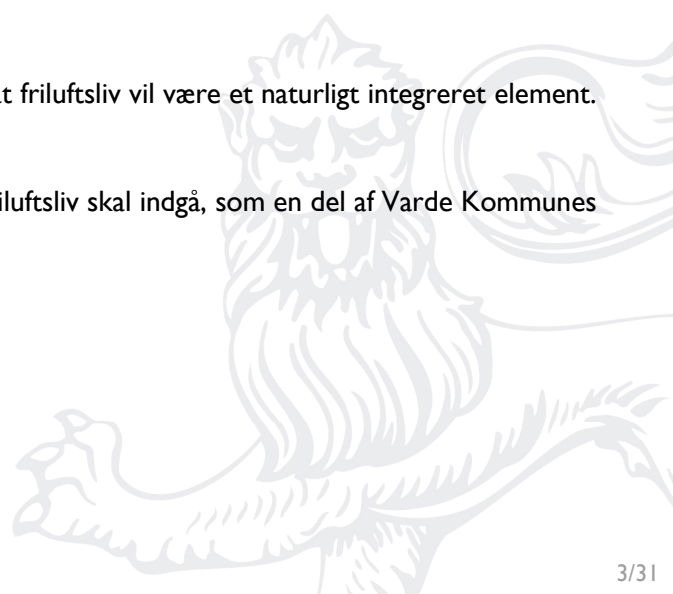 t friluftsliv vil være et naturligt integreret element.
iluftsliv skal indgå, som en del af Varde Kommunes
3/31